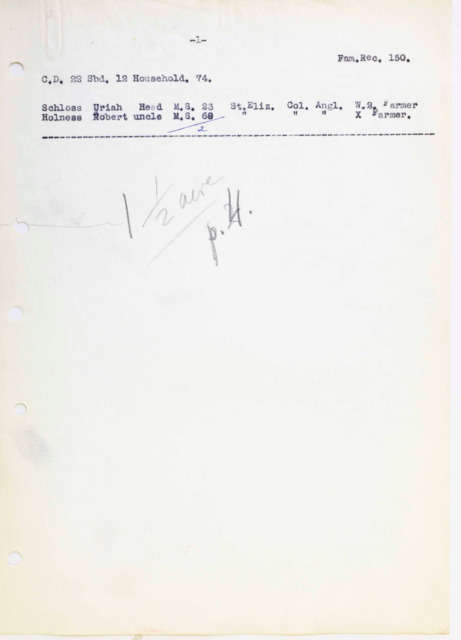 -1-
Fam.Rec. 150.
C.D. 22 Sbd. 12 Household. 74.
Schloss Uriah Head M.S. 23 St.Eliz. Col. Angl. W.2. Farmer
Holness Robert uncle M.S. 68 " " " X Farmer.
2
1 1/2 acre
p.H.